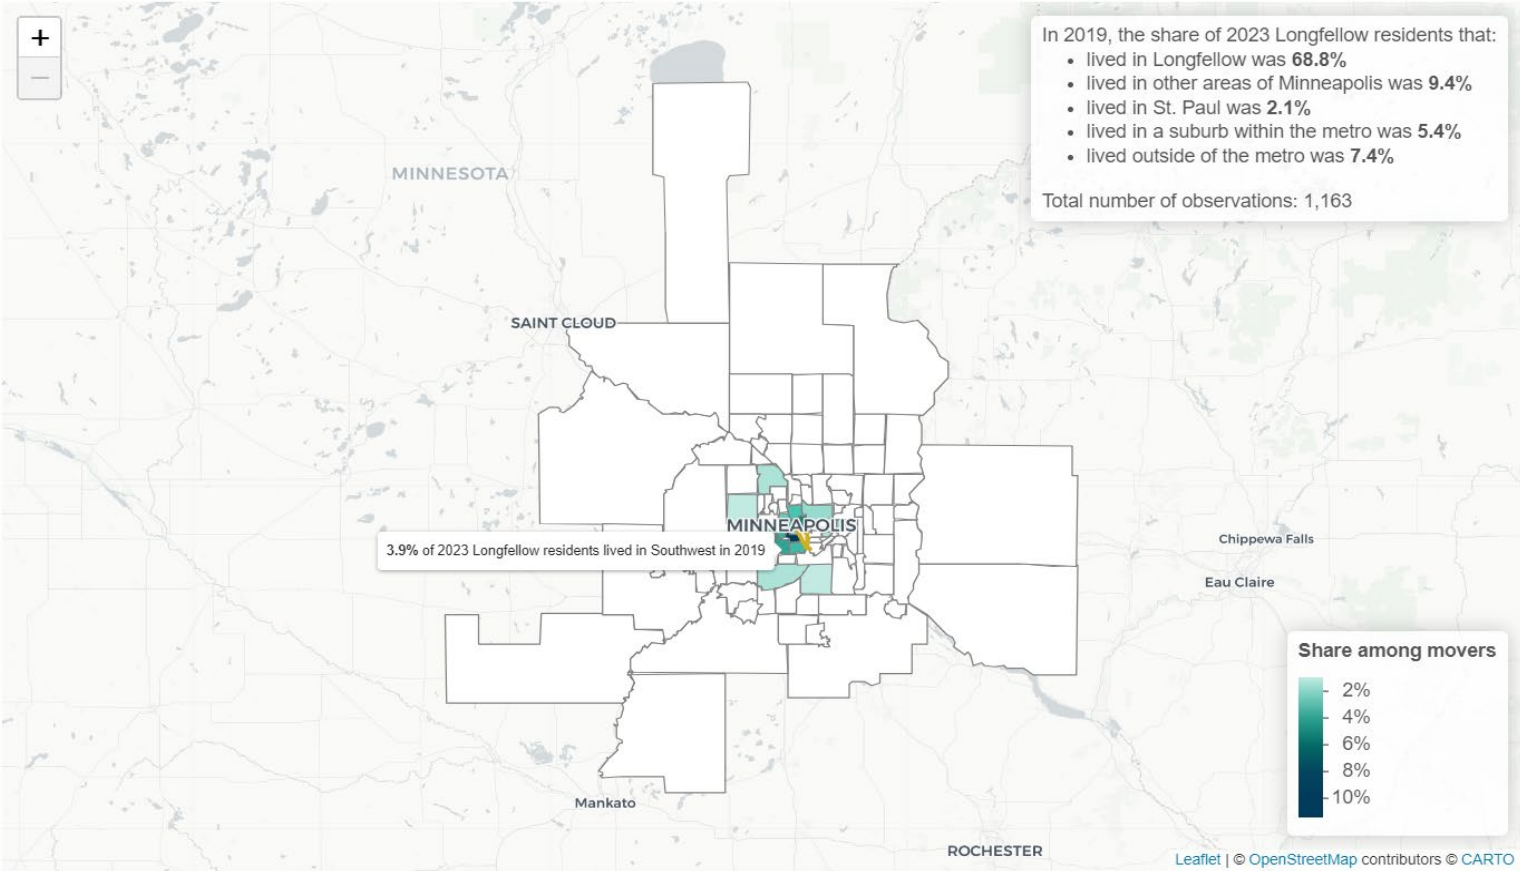 +
−
In 2019, the share of 2023 Longfellow residents that:
• lived in Longfellow was 68.8%
• lived in other areas of Minneapolis was 9.4%
• lived in St. Paul was 2.1%
• lived in a suburb within the metro was 5.4%
• lived outside of the metro was 7.4%
Total number of observations: 1,163
MINNESOTA
SAINT CLOUD
MINNEAPOLIS
3.9% of 2023 Longfellow residents lived in Southwest in 2019
Chippewa Falls
Eau Claire
Share among movers
2%
4%
6%
8%
10%
Mankato
ROCHESTER
Leaflet | © OpenStreetMap contributors © CARTO